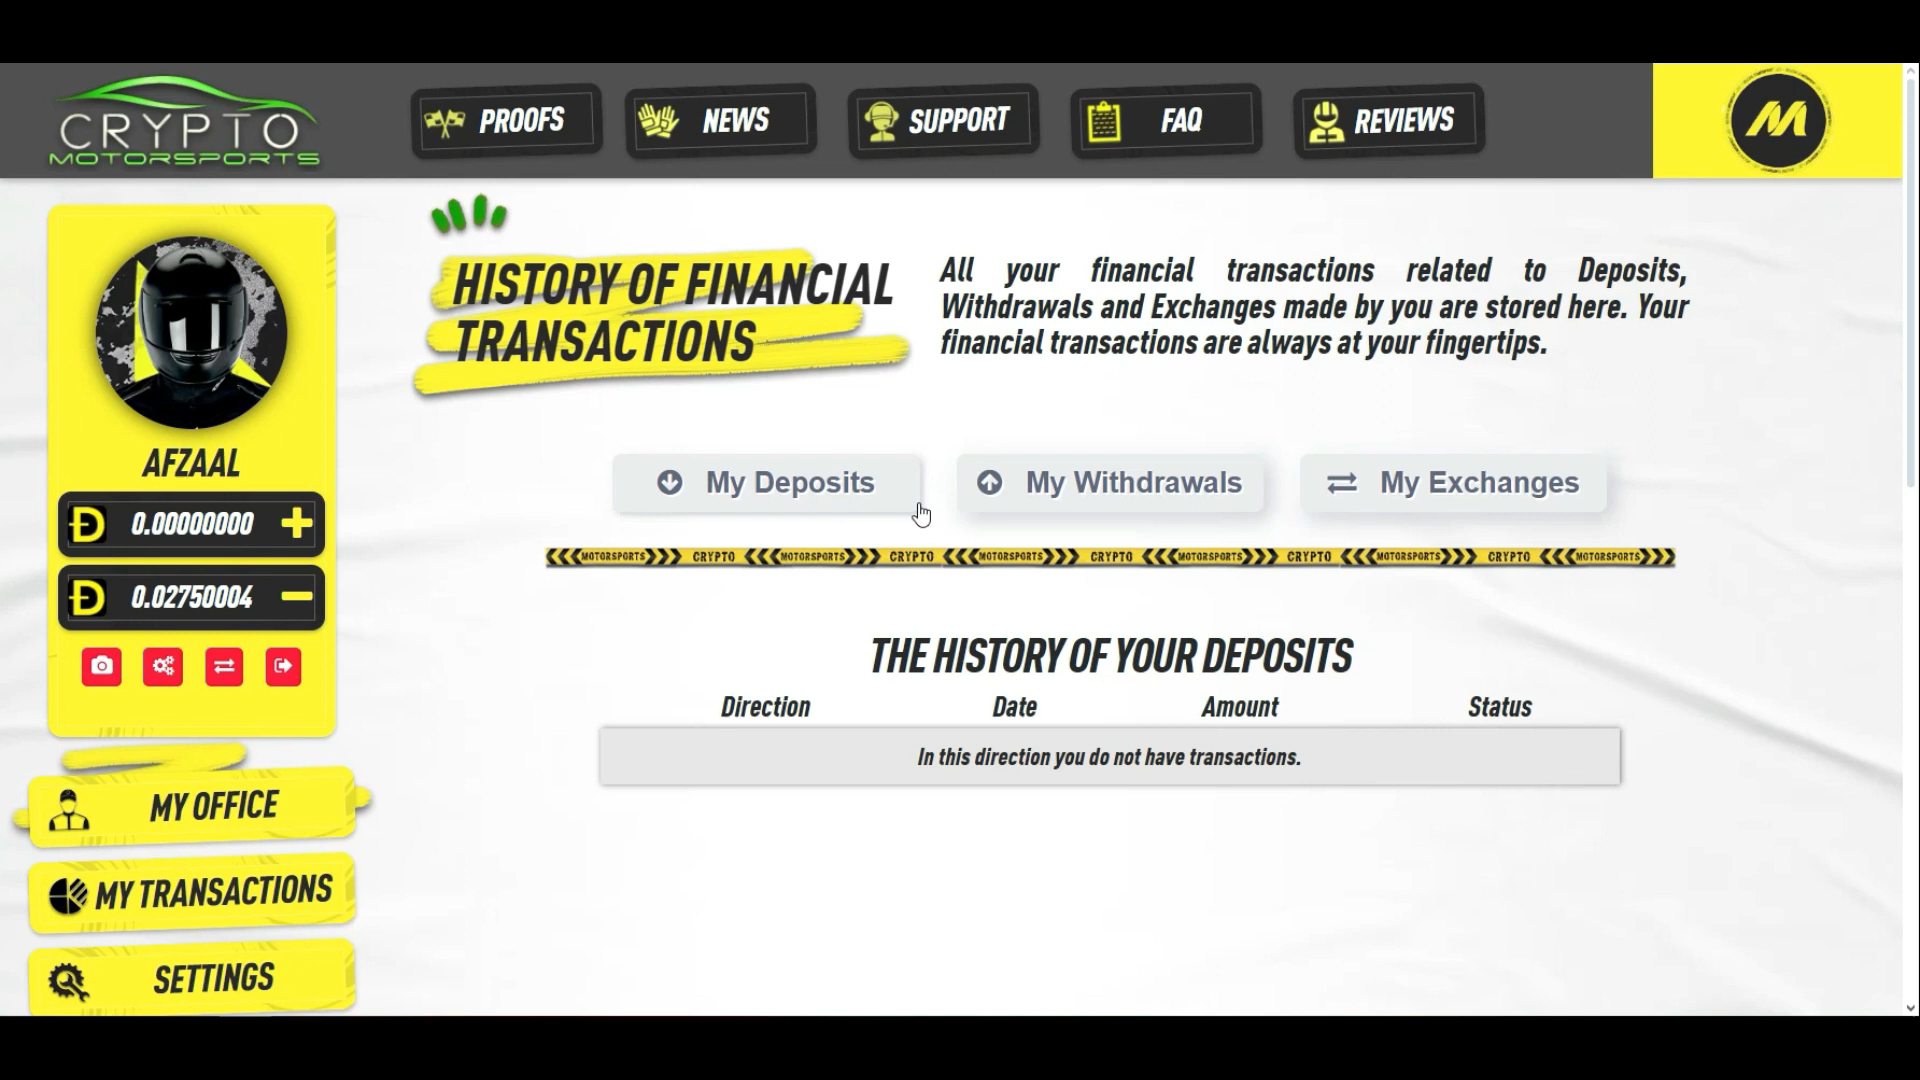 CRYPTO
MOTORSPORTS
PROOFS
NEWS
SUPPORT
FAQ
REVIEWS
M
HISTORY OF FINANCIAL
TRANSACTIONS
All your financial transactions related to Deposits,
Withdrawals and Exchanges made by you are stored here. Your
financial transactions are always at your fingertips.
AFZAAL
0.00000000
0.02750004
My Deposits
My Withdrawals
My Exchanges
MOTORSPORTS CRYPTO MOTORSPORTS CRYPTO MOTORSPORTS CRYPTO MOTORSPORTS CRYPTO MOTORSPORTS CRYPTO MOTORSPORTS
THE HISTORY OF YOUR DEPOSITS
Direction Date Amount Status
In this direction you do not have transactions.
MY OFFICE
MY TRANSACTIONS
SETTINGS